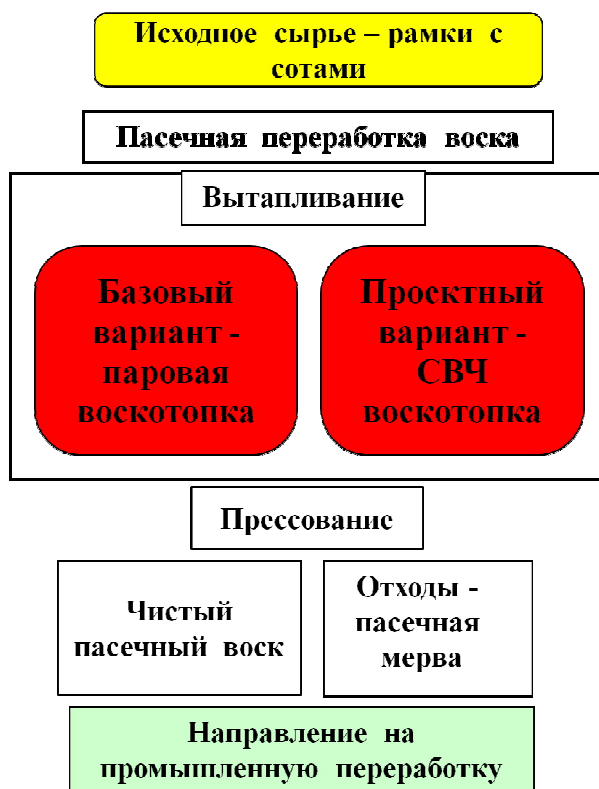 Исходное сырье – рамки с
сотами
Пасечная переработка воска
Вытапливание
Базовый
вариант -
паровая
воскотопка
Проектный
вариант -
СВЧ
воскотопка
Прессование
Чистый
пасечный воск
Отходы -
пасечная
мерва
Направление на
промышленную переработку